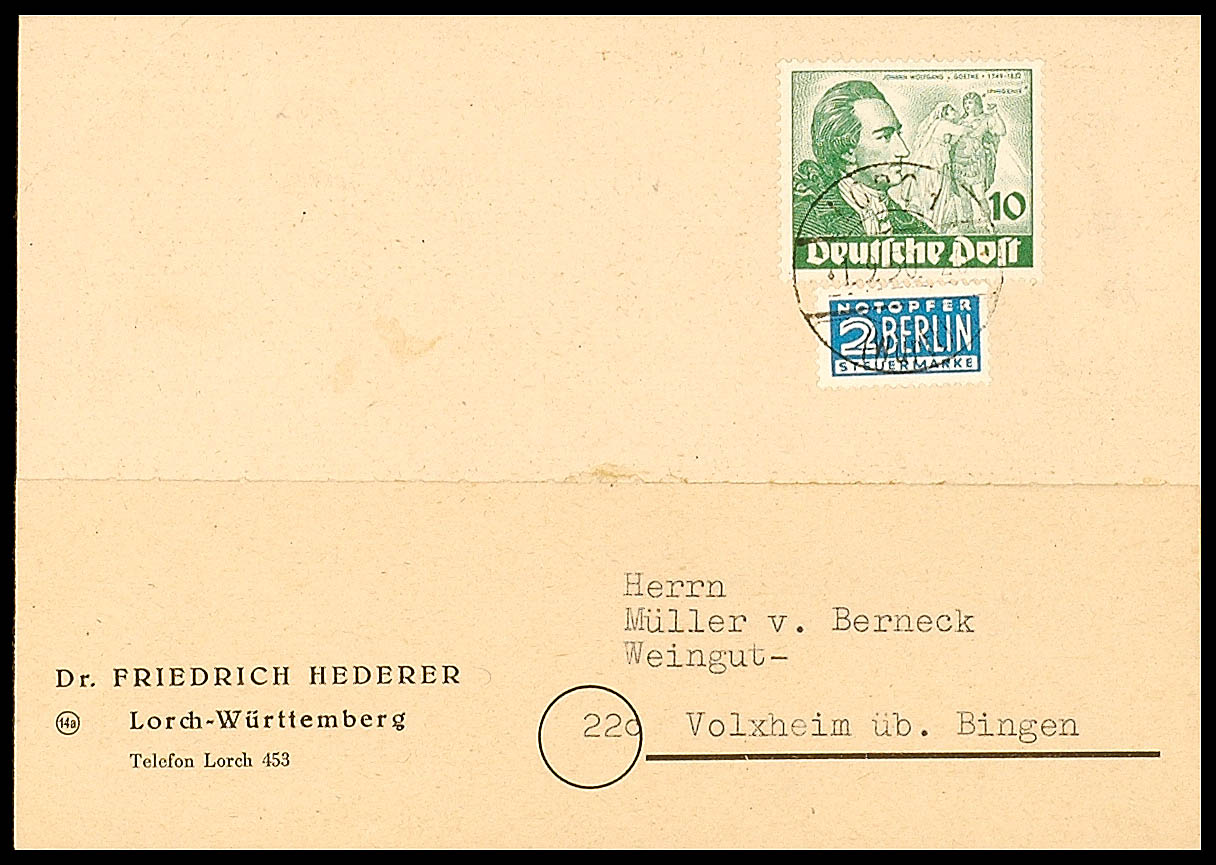 JOHANN WOLFGANG v. GOETHE • 1749-1832
"IPHIGENIE"
10
Deutsche Post
LORCH
NOTOPFER
2 BERLIN
STEUERMARKE
Herrn
Müller v. Berneck
Weingut-
Dr. FRIEDRICH HEDERER
14a Lorch-Württemberg
22c Volxheim üb. Bingen
Telefon Lorch 453